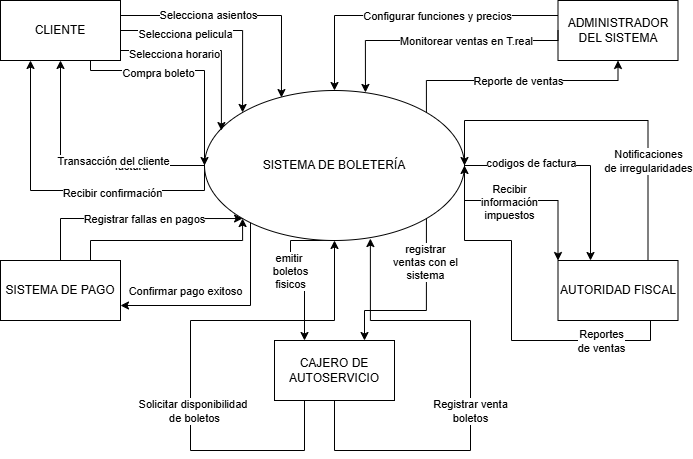 CLIENTE
Selecciona asientos
Selecciona pelicula
Selecciona horario
Compra boleto
Configurar funciones y precios
Monitorear ventas en T.real
ADMINISTRADOR
DEL SISTEMA
Reporte de ventas
SISTEMA DE BOLETERÍA
Transacción del cliente
factura
Recibir confirmación
codigos de factura
Notificaciones
de irregularidades
Recibir
información
impuestos
Registrar fallas en pagos
SISTEMA DE PAGO
Confirmar pago exitoso
emitir
boletos
fisicos
registrar
ventas con el
sistema
AUTORIDAD FISCAL
Reportes
de ventas
CAJERO DE
AUTOSERVICIO
Solicitar disponibilidad
de boletos
Registrar venta
boletos